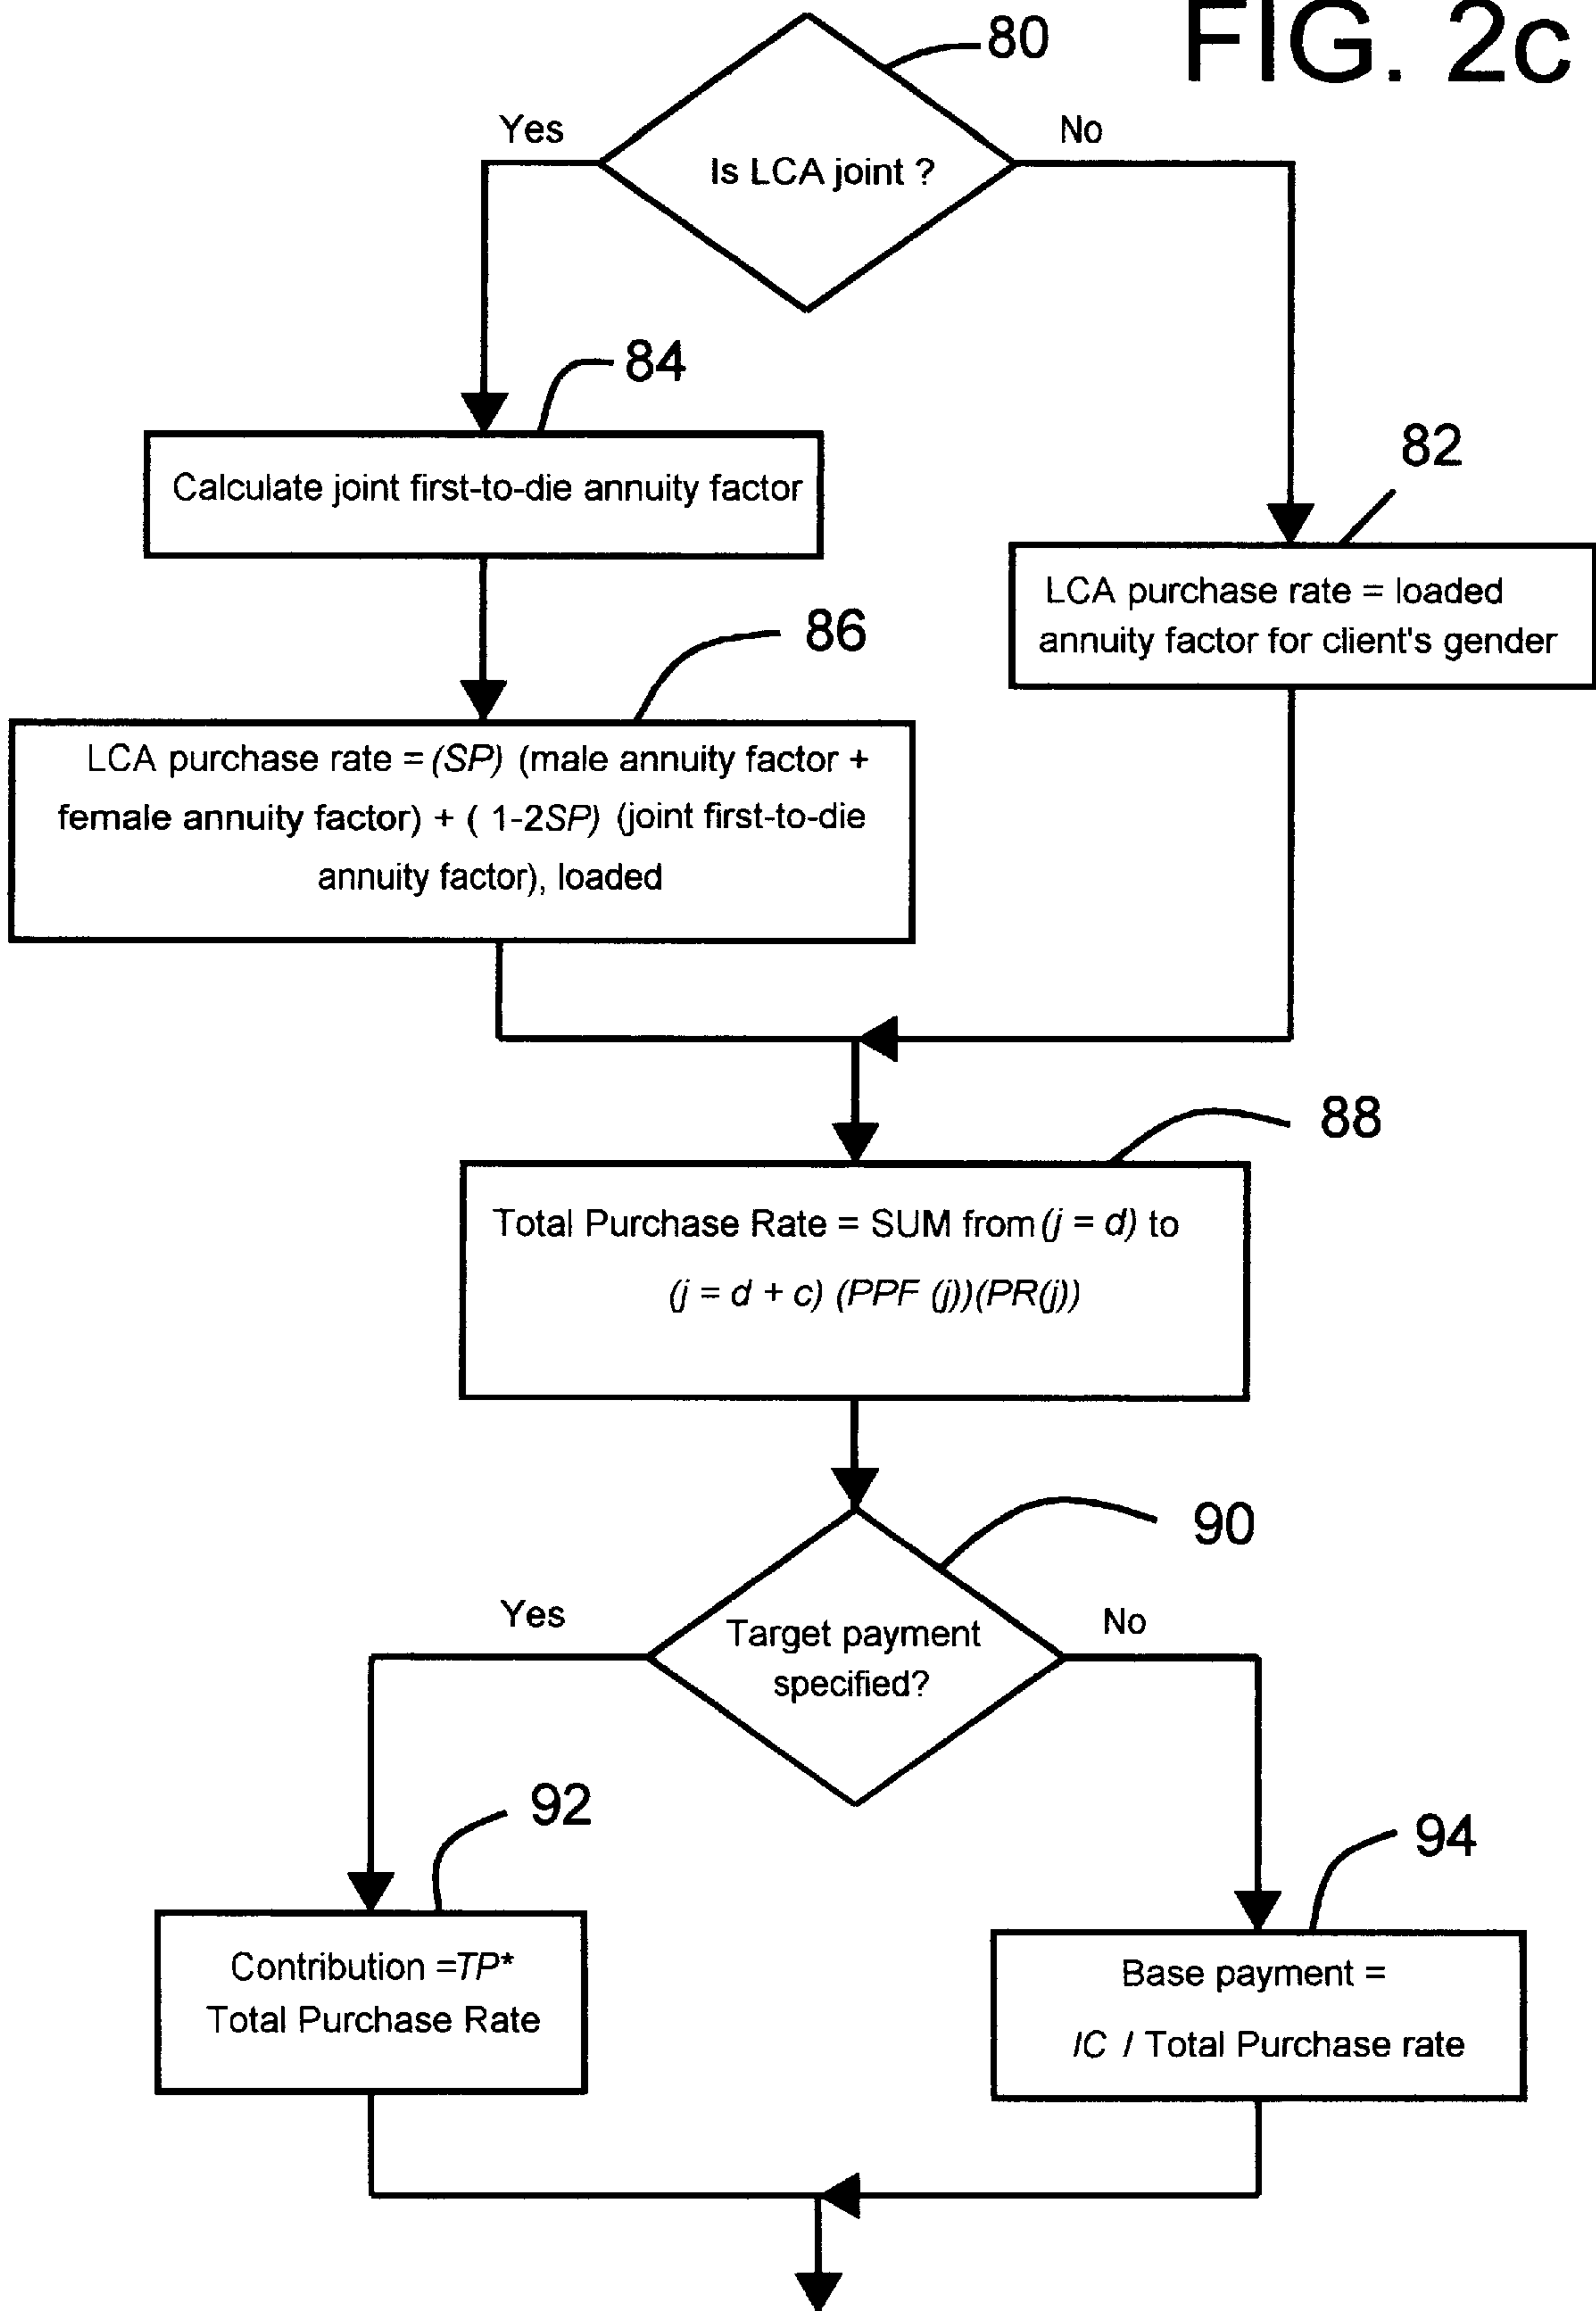 FIG. 2c
80
Yes
No
Is LCA joint ?
84
Calculate joint first-to-die annuity factor
82
LCA purchase rate = loaded
annuity factor for client's gender
86
LCA purchase rate = (SP) (male annuity factor +
female annuity factor) + ( 1-2SP) (joint first-to-die
annuity factor), loaded
88
Total Purchase Rate = SUM from (j = d) to
(j = d + c) (PPF (j))(PR(j))
90
Yes
No
Target payment
specified?
92
Contribution =TP*
Total Purchase Rate
94
Base payment =
IC / Total Purchase rate